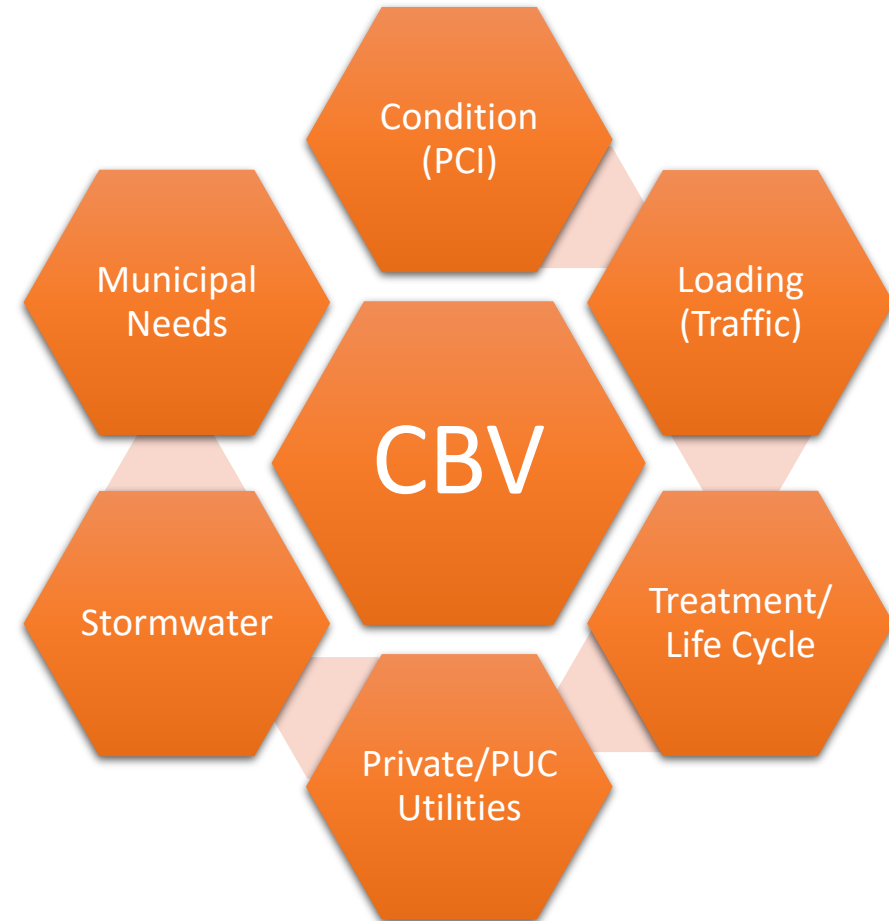 Condition
(PCI)
Municipal
Needs
Loading
(Traffic)
CBV
Stormwater
Treatment/
Life Cycle
Private/PUC
Utilities